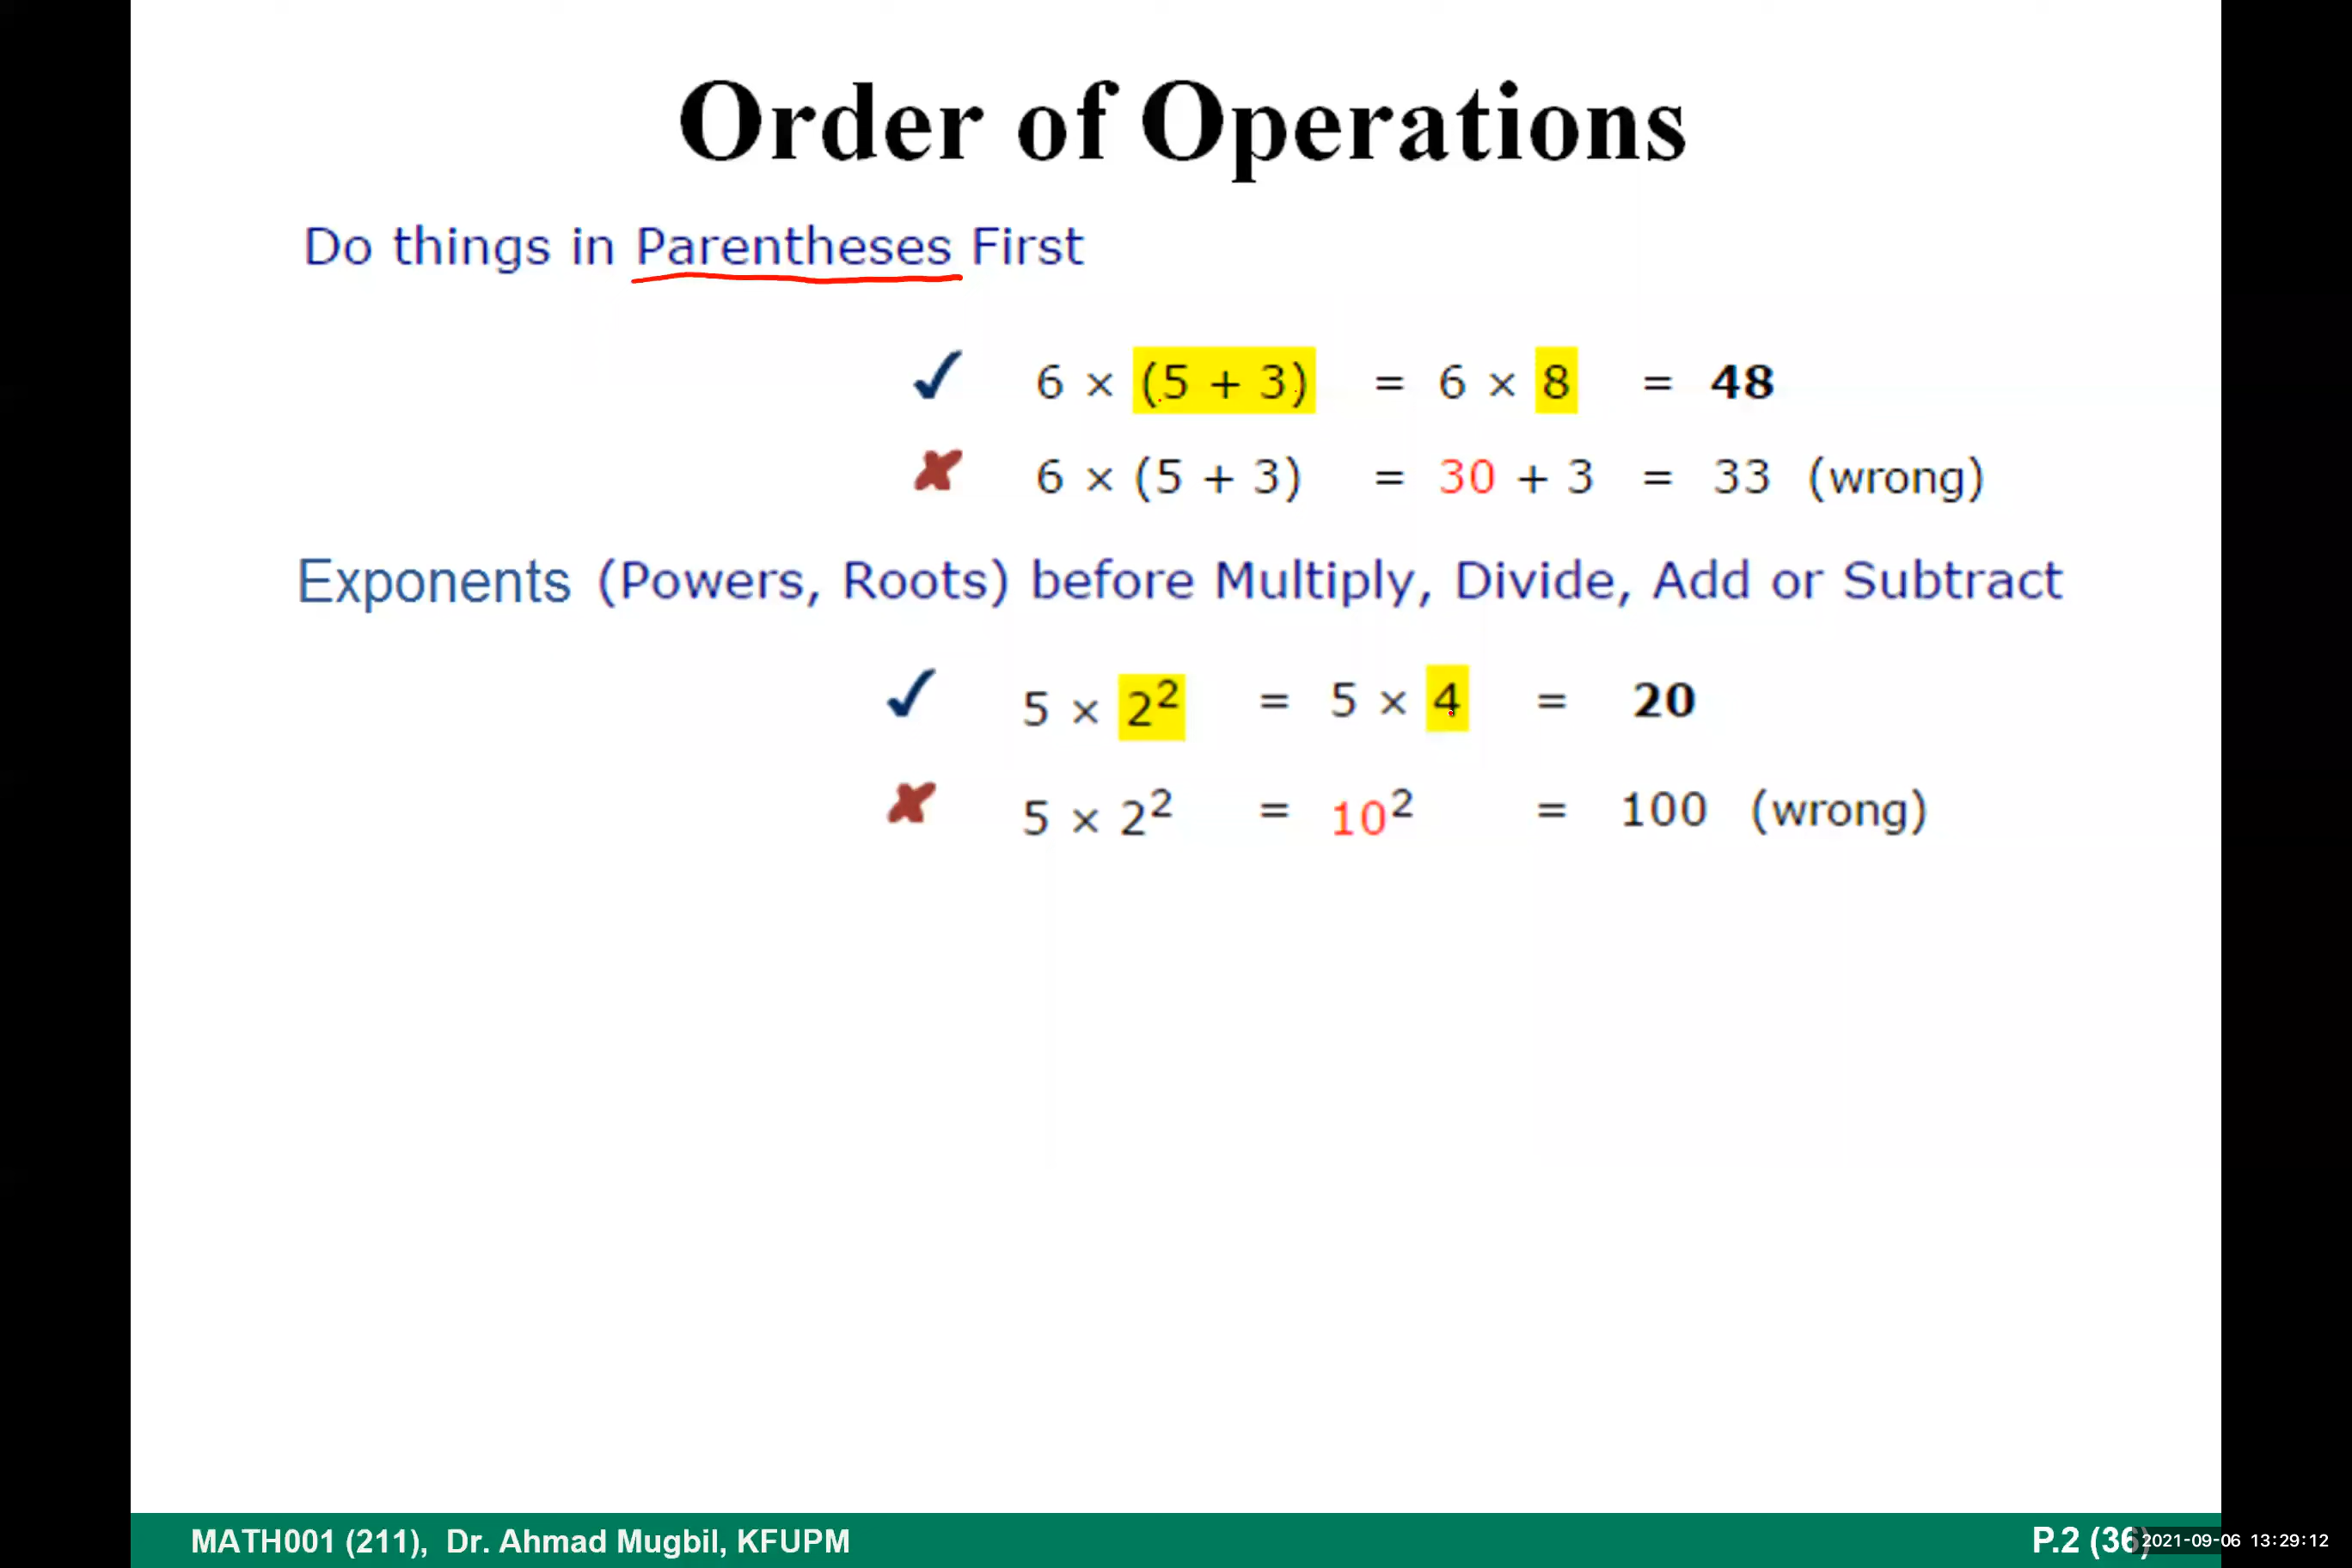 Order of Operations
Do things in Parentheses First
✓ 6 × (5 + 3) = 6 × 8 = 48
✘ 6 × (5 + 3) = 30 + 3 = 33 (wrong)
Exponents (Powers, Roots) before Multiply, Divide, Add or Subtract
✓ 5 × 2² = 5 × 4 = 20
✘ 5 × 2² = 10² = 100 (wrong)
MATH001 (211), Dr. Ahmad Mugbil, KFUPM P.2 (36) 2021-09-06 13:29:12